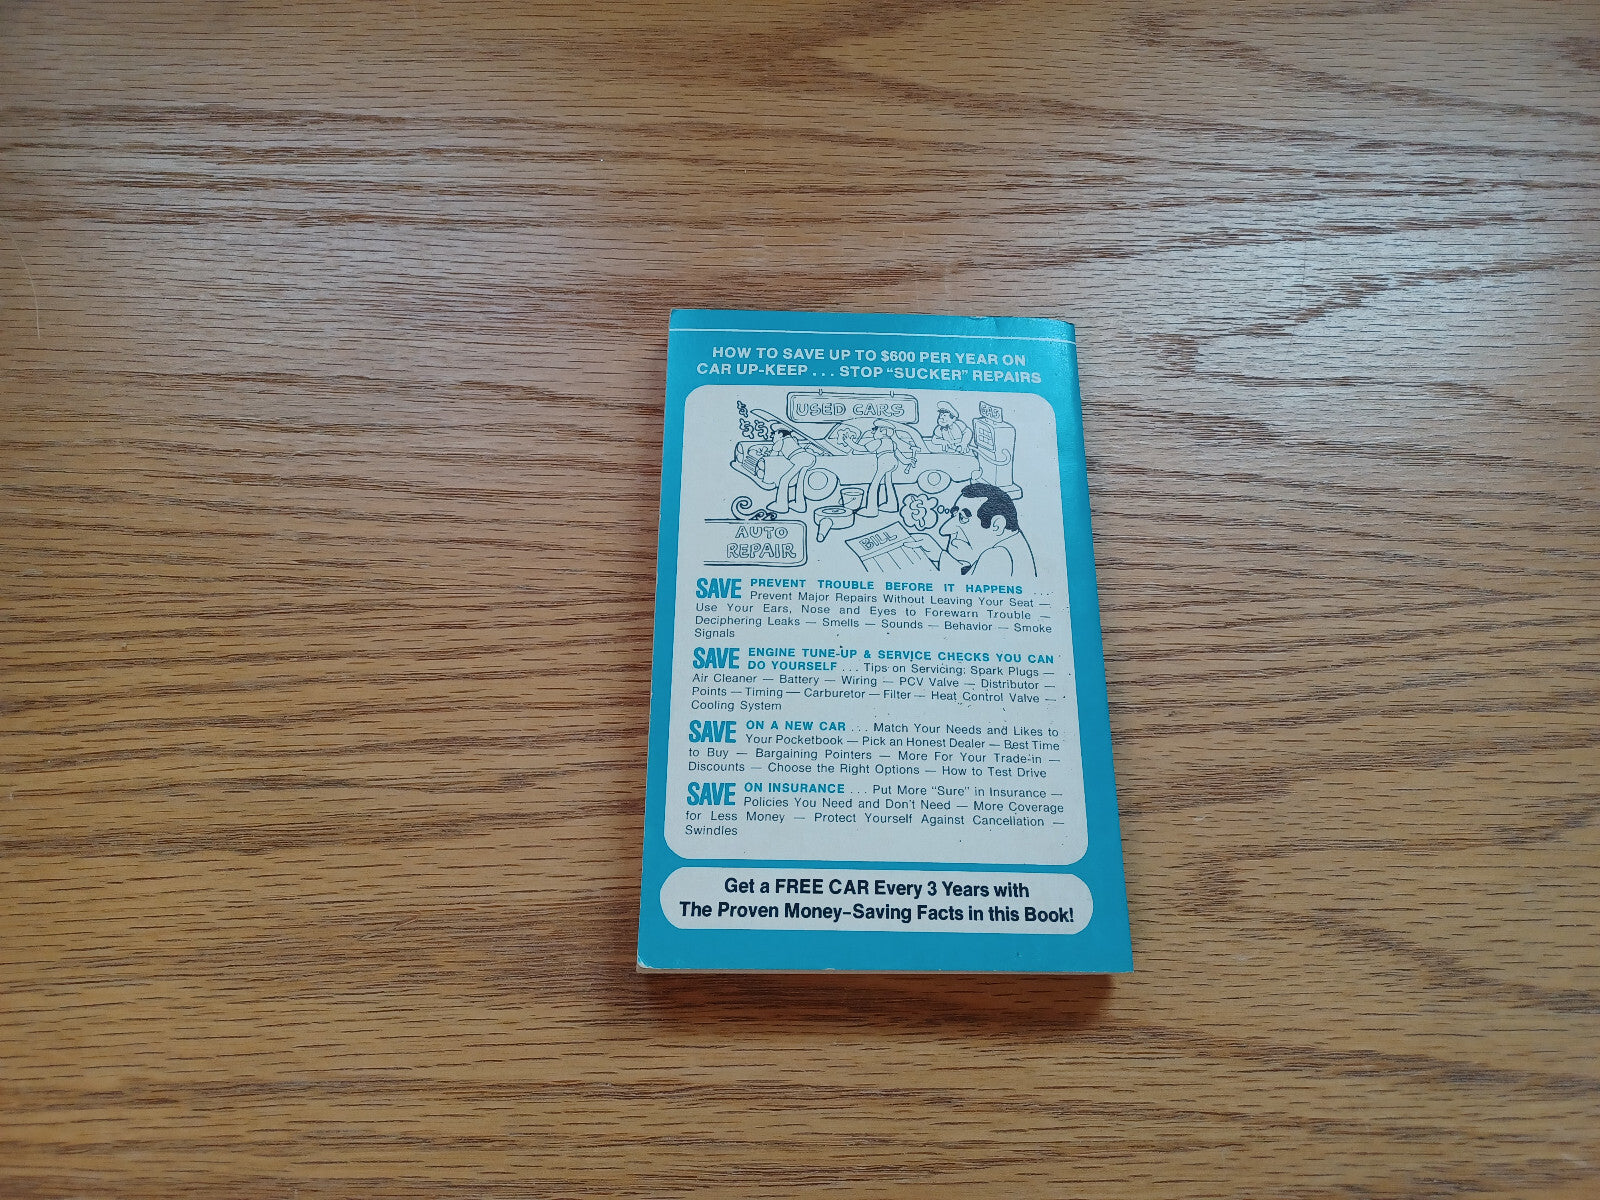 HOW TO SAVE UP TO $600 PER YEAR ON
CAR UP-KEEP . . . STOP “SUCKER” REPAIRS
USED CARS
GAS
$
AUTO
REPAIR
BILL
SAVE PREVENT TROUBLE BEFORE IT HAPPENS . . .
Prevent Major Repairs Without Leaving Your Seat —
Use Your Ears, Nose and Eyes to Forewarn Trouble —
Deciphering Leaks — Smells — Sounds — Behavior — Smoke
Signals
SAVE ENGINE TUNE-UP & SERVICE CHECKS YOU CAN
DO YOURSELF . . . Tips on Servicing: Spark Plugs —
Air Cleaner — Battery — Wiring — PCV Valve — Distributor —
Points — Timing — Carburetor — Filter — Heat Control Valve —
Cooling System
SAVE ON A NEW CAR . . . Match Your Needs and Likes to
Your Pocketbook — Pick an Honest Dealer — Best Time
to Buy — Bargaining Pointers — More For Your Trade-in —
Discounts — Choose the Right Options — How to Test Drive
SAVE ON INSURANCE . . . Put More “Sure” in Insurance —
Policies You Need and Don't Need — More Coverage
for Less Money — Protect Yourself Against Cancellation —
Swindles
Get a FREE CAR Every 3 Years with
The Proven Money-Saving Facts in this Book!